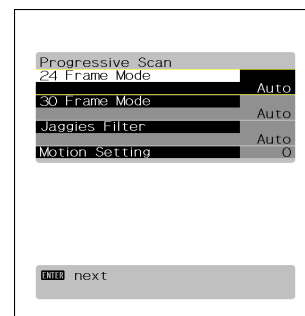 Progressive Scan
24 Frame Mode
Auto
30 Frame Mode
Auto
Jaggies Filter
Auto
Motion Setting
0
ENTER next